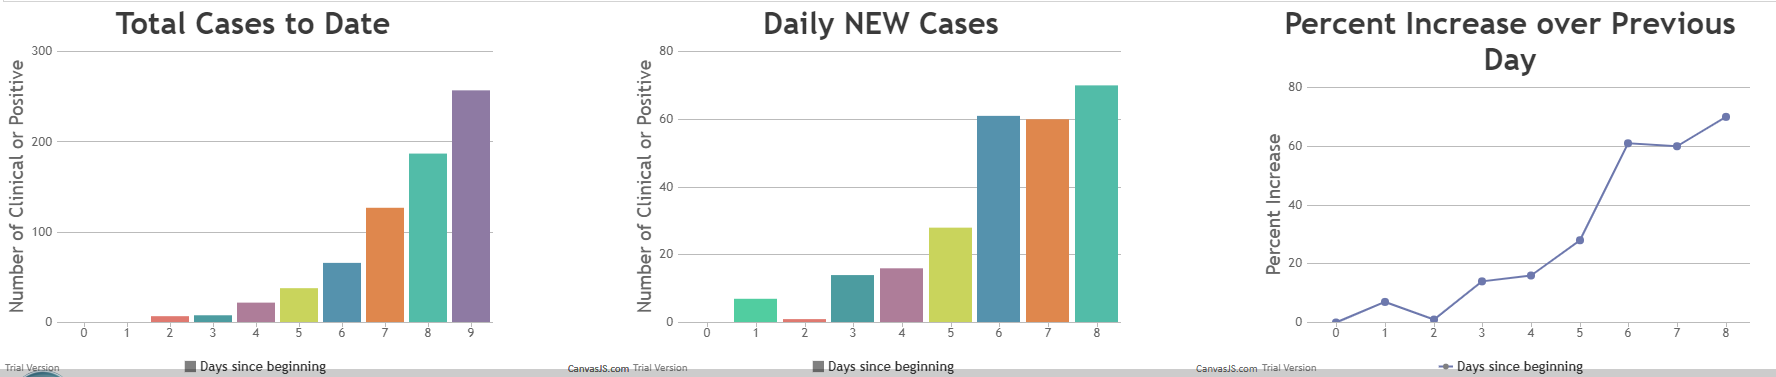 Total Cases to Date
Number of Clinical or Positive
300
200
100
0
0 1 2 3 4 5 6 7 8 9
Days since beginning
Trial Version
CanvasJS.com
Daily NEW Cases
Number of Clinical or Positive
80
60
40
20
0
0 1 2 3 4 5 6 7 8
Days since beginning
Trial Version
CanvasJS.com
Percent Increase over Previous
Day
Percent Increase
80
60
40
20
0
0 1 2 3 4 5 6 7 8
Days since beginning
Trial Version